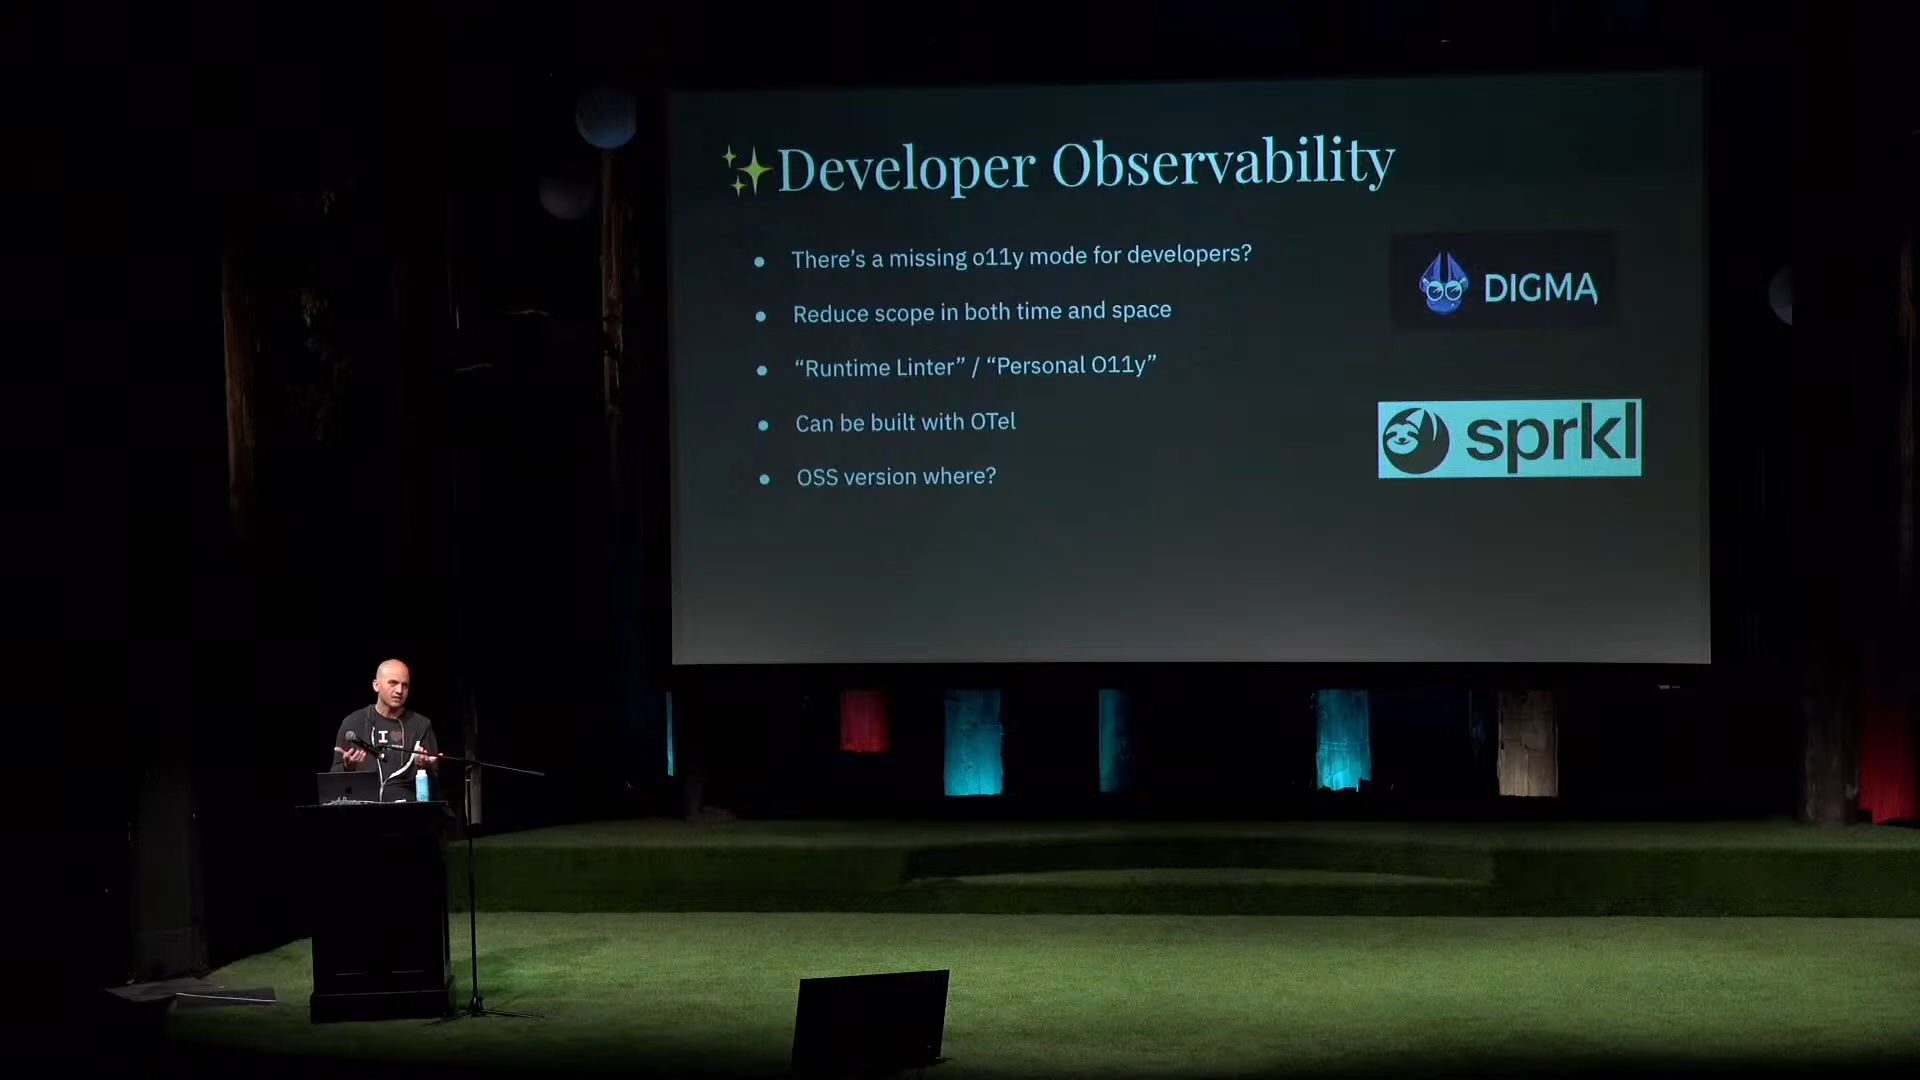 Developer Observability
There’s a missing o11y mode for developers?
Reduce scope in both time and space
“Runtime Linter” / “Personal O11y”
Can be built with OTel
OSS version where?
DIGMA
sprkl
I